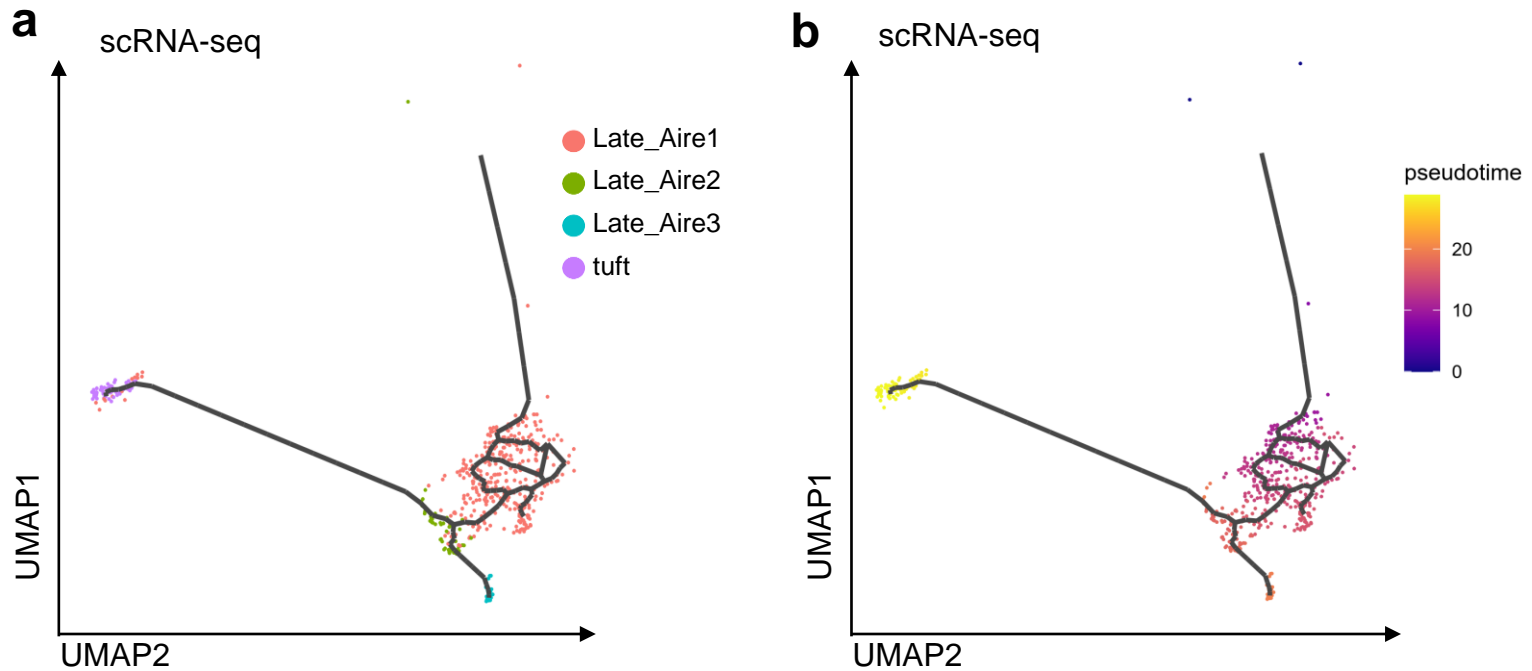 a
scRNA-seq
Late_Aire1
Late_Aire2
Late_Aire3
tuft
UMAP1
UMAP2
b
scRNA-seq
pseudotime
20
10
0
UMAP1
UMAP2